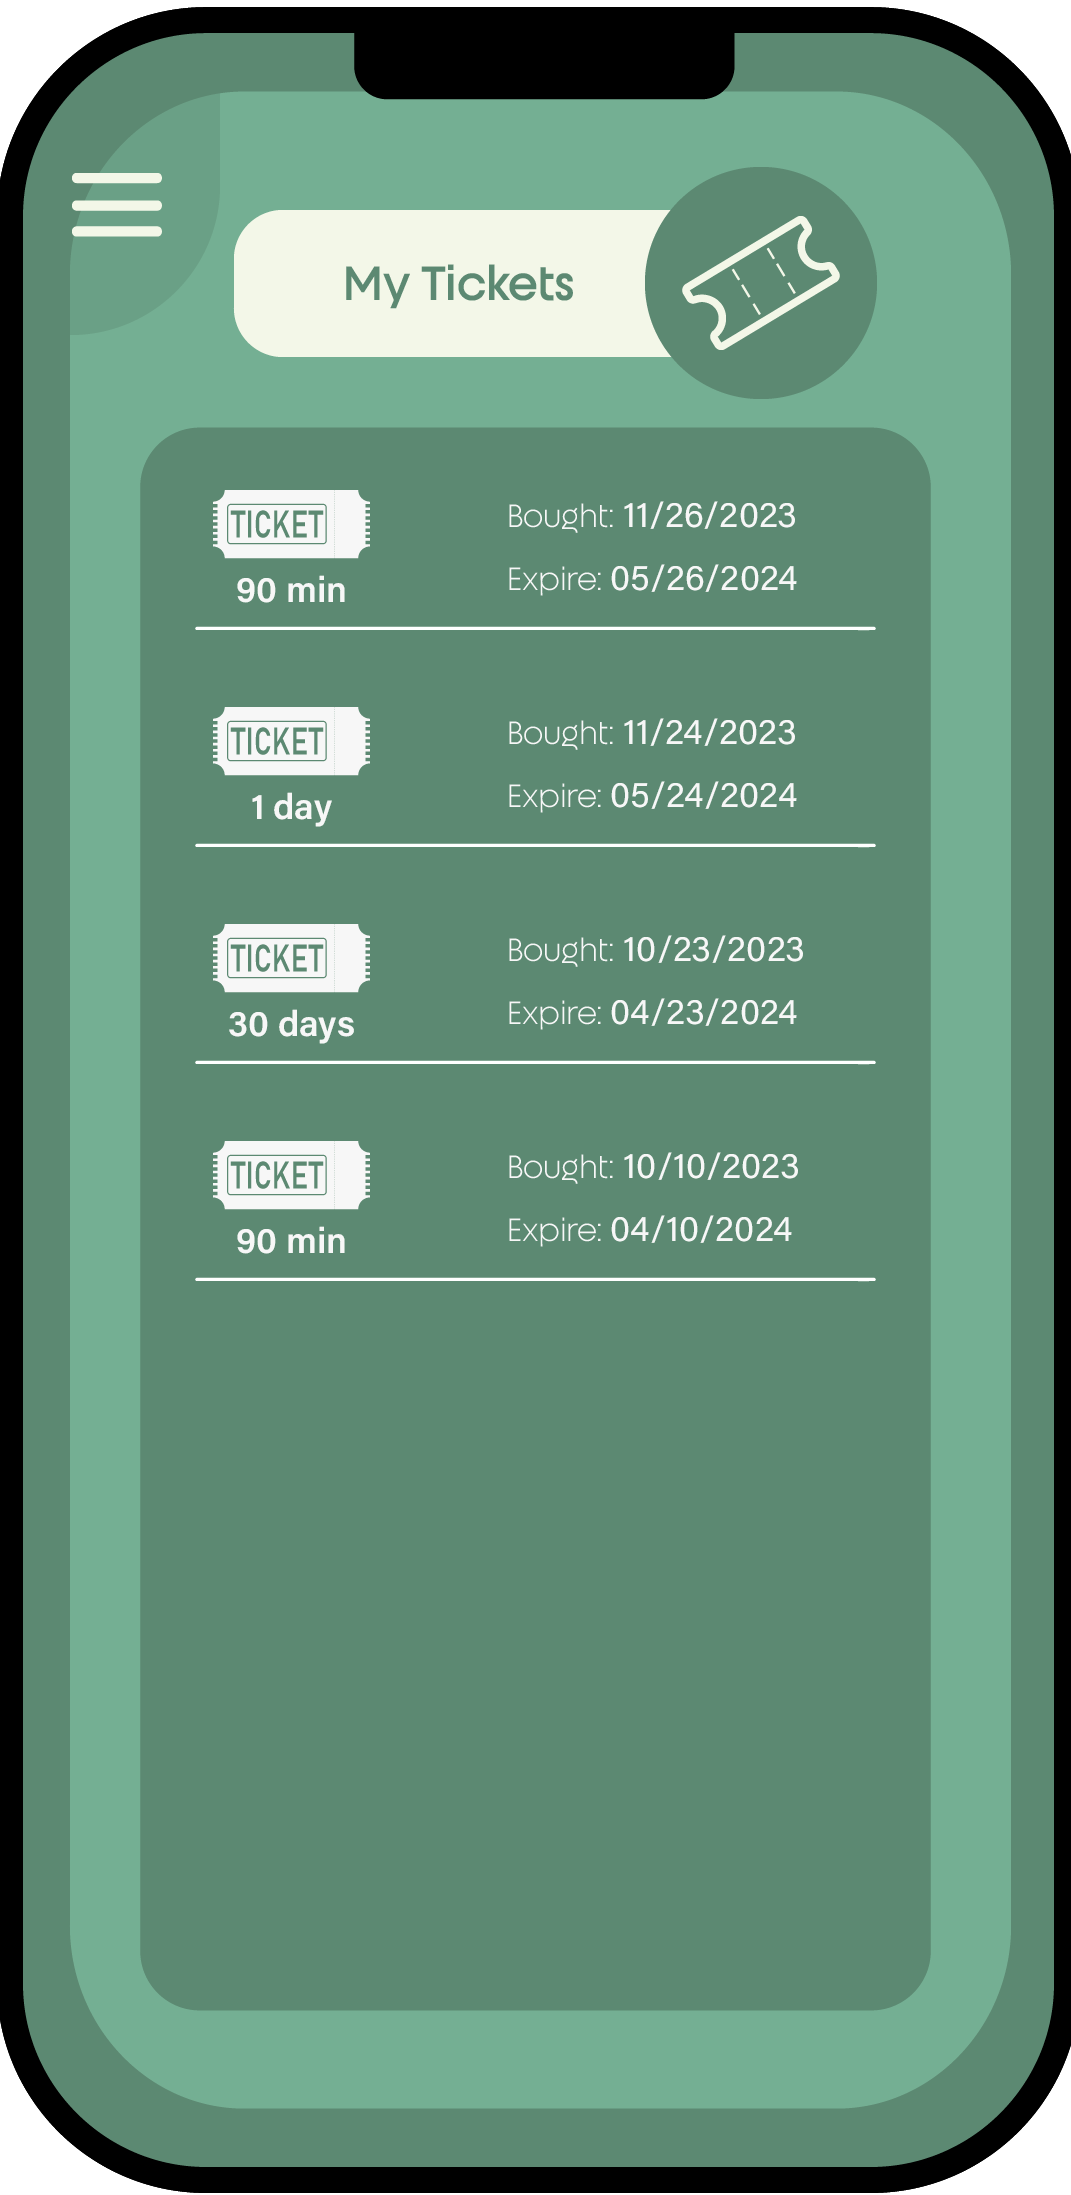 My Tickets
TICKET
90 min
Bought: 11/26/2023
Expire: 05/26/2024
TICKET
1 day
Bought: 11/24/2023
Expire: 05/24/2024
TICKET
30 days
Bought: 10/23/2023
Expire: 04/23/2024
TICKET
90 min
Bought: 10/10/2023
Expire: 04/10/2024